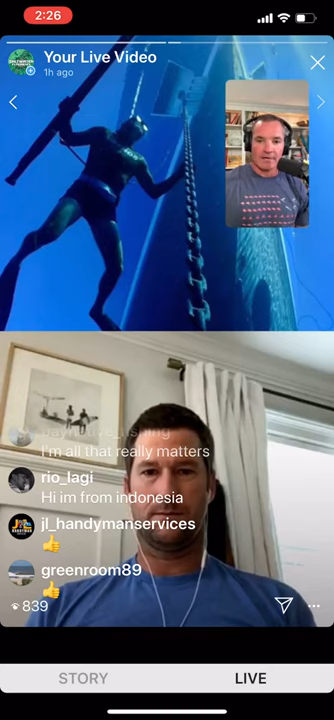 2:26
Your Live Video
1h ago
I'm all that really matters
rio_lagi
Hi im from indonesia
jl_handymanservices
👍
greenroom89
👍
839
STORY
LIVE